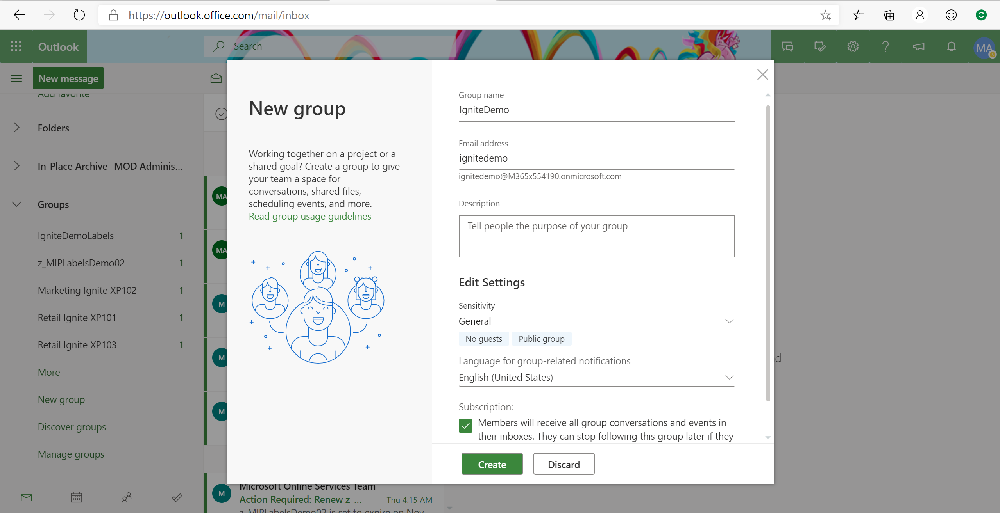 https://outlook.office.com/mail/inbox
Outlook
Search
MA
New message
Add favorite
Folders
In-Place Archive -MOD Adminis...
Groups
IgniteDemoLabels 1
z_MIPLabelsDemo02 1
Marketing Ignite XP102 1
Retail Ignite XP101 1
Retail Ignite XP103 1
More
New group
Discover groups
Manage groups
MA
MA
M
M
M
M
New group
Working together on a project or a
shared goal? Create a group to give
your team a space for
conversations, shared files,
scheduling events, and more.
Read group usage guidelines
Group name
IgniteDemo
Email address
ignitedemo
ignitedemo@M365x554190.onmicrosoft.com
Description
Tell people the purpose of your group
Edit Settings
Sensitivity
General
No guests Public group
Language for group-related notifications
English (United States)
Subscription:
Members will receive all group conversations and events in
their inboxes. They can stop following this group later if they
Create Discard
d
Microsoft Online Services Team
Action Required: Renew z_... Thu 4:15 AM
z_MIPLabelsDemo02 is set to expire on Nov